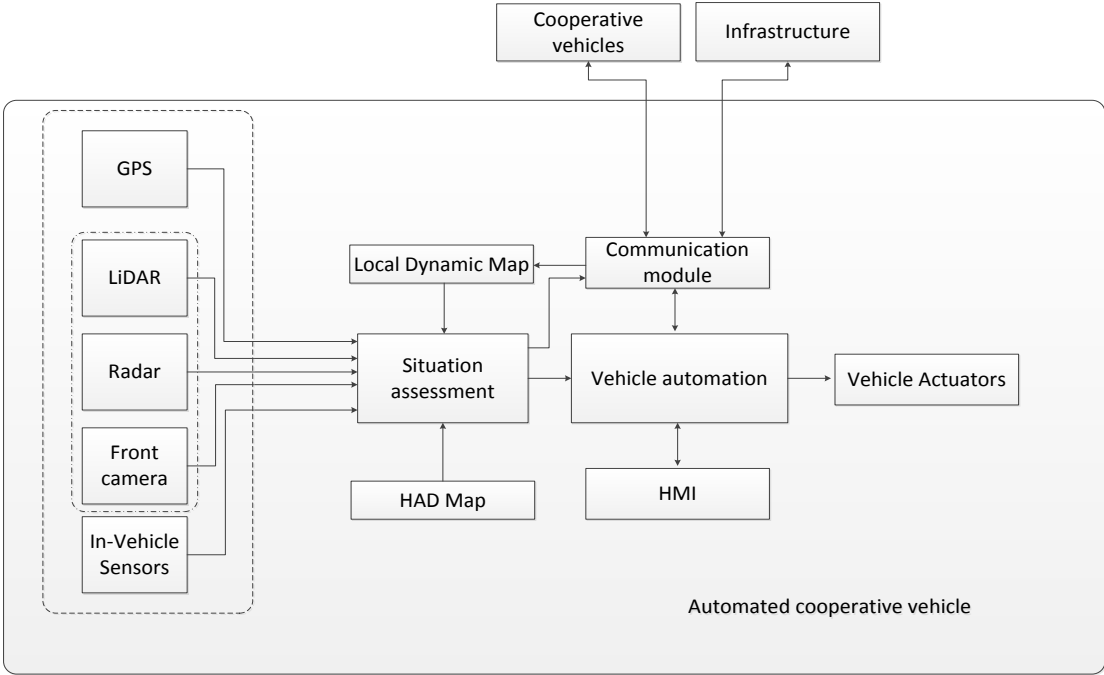 Cooperative
vehicles
Infrastructure
GPS
LiDAR
Radar
Front
camera
In-Vehicle
Sensors
Local Dynamic Map
Communication
module
Situation
assessment
Vehicle automation
Vehicle Actuators
HAD Map
HMI
Automated cooperative vehicle